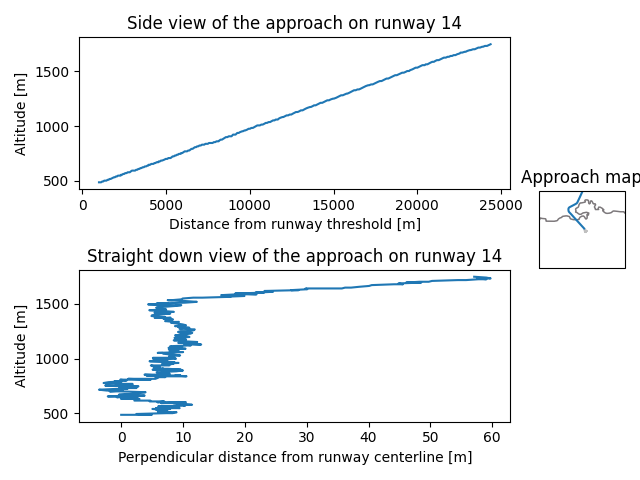 Side view of the approach on runway 14
Altitude [m]
1500
1000
500
0
5000
10000
15000
20000
25000
Distance from runway threshold [m]
Approach map
Straight down view of the approach on runway 14
Altitude [m]
1500
1000
500
0
10
20
30
40
50
60
Perpendicular distance from runway centerline [m]